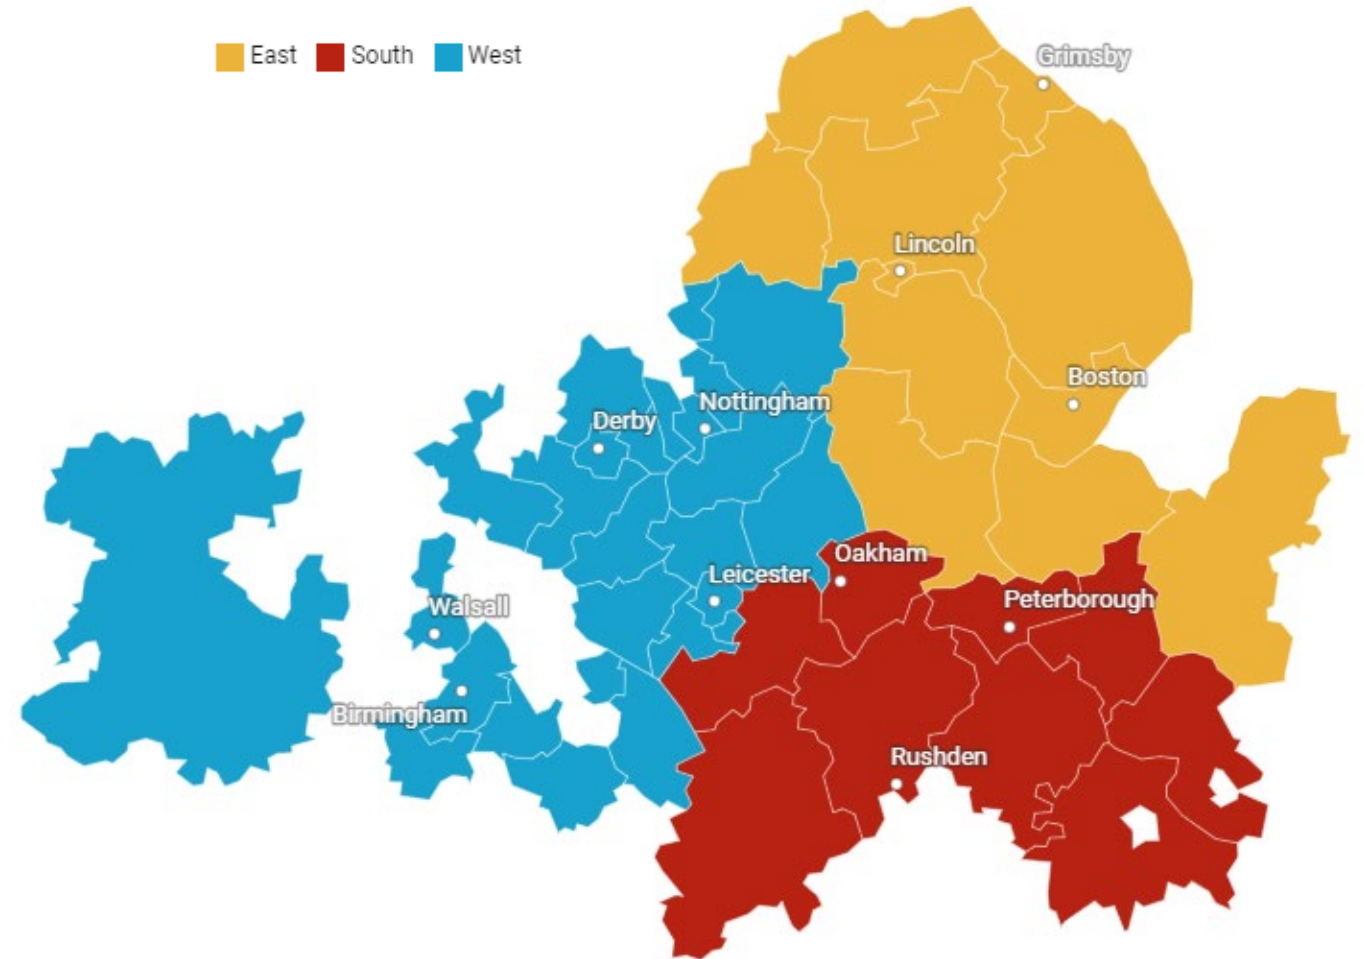 East South West
Grimsby
Lincoln
Boston
Nottingham
Derby
Oakham
Leicester
Peterborough
Walsall
Birmingham
Rushden